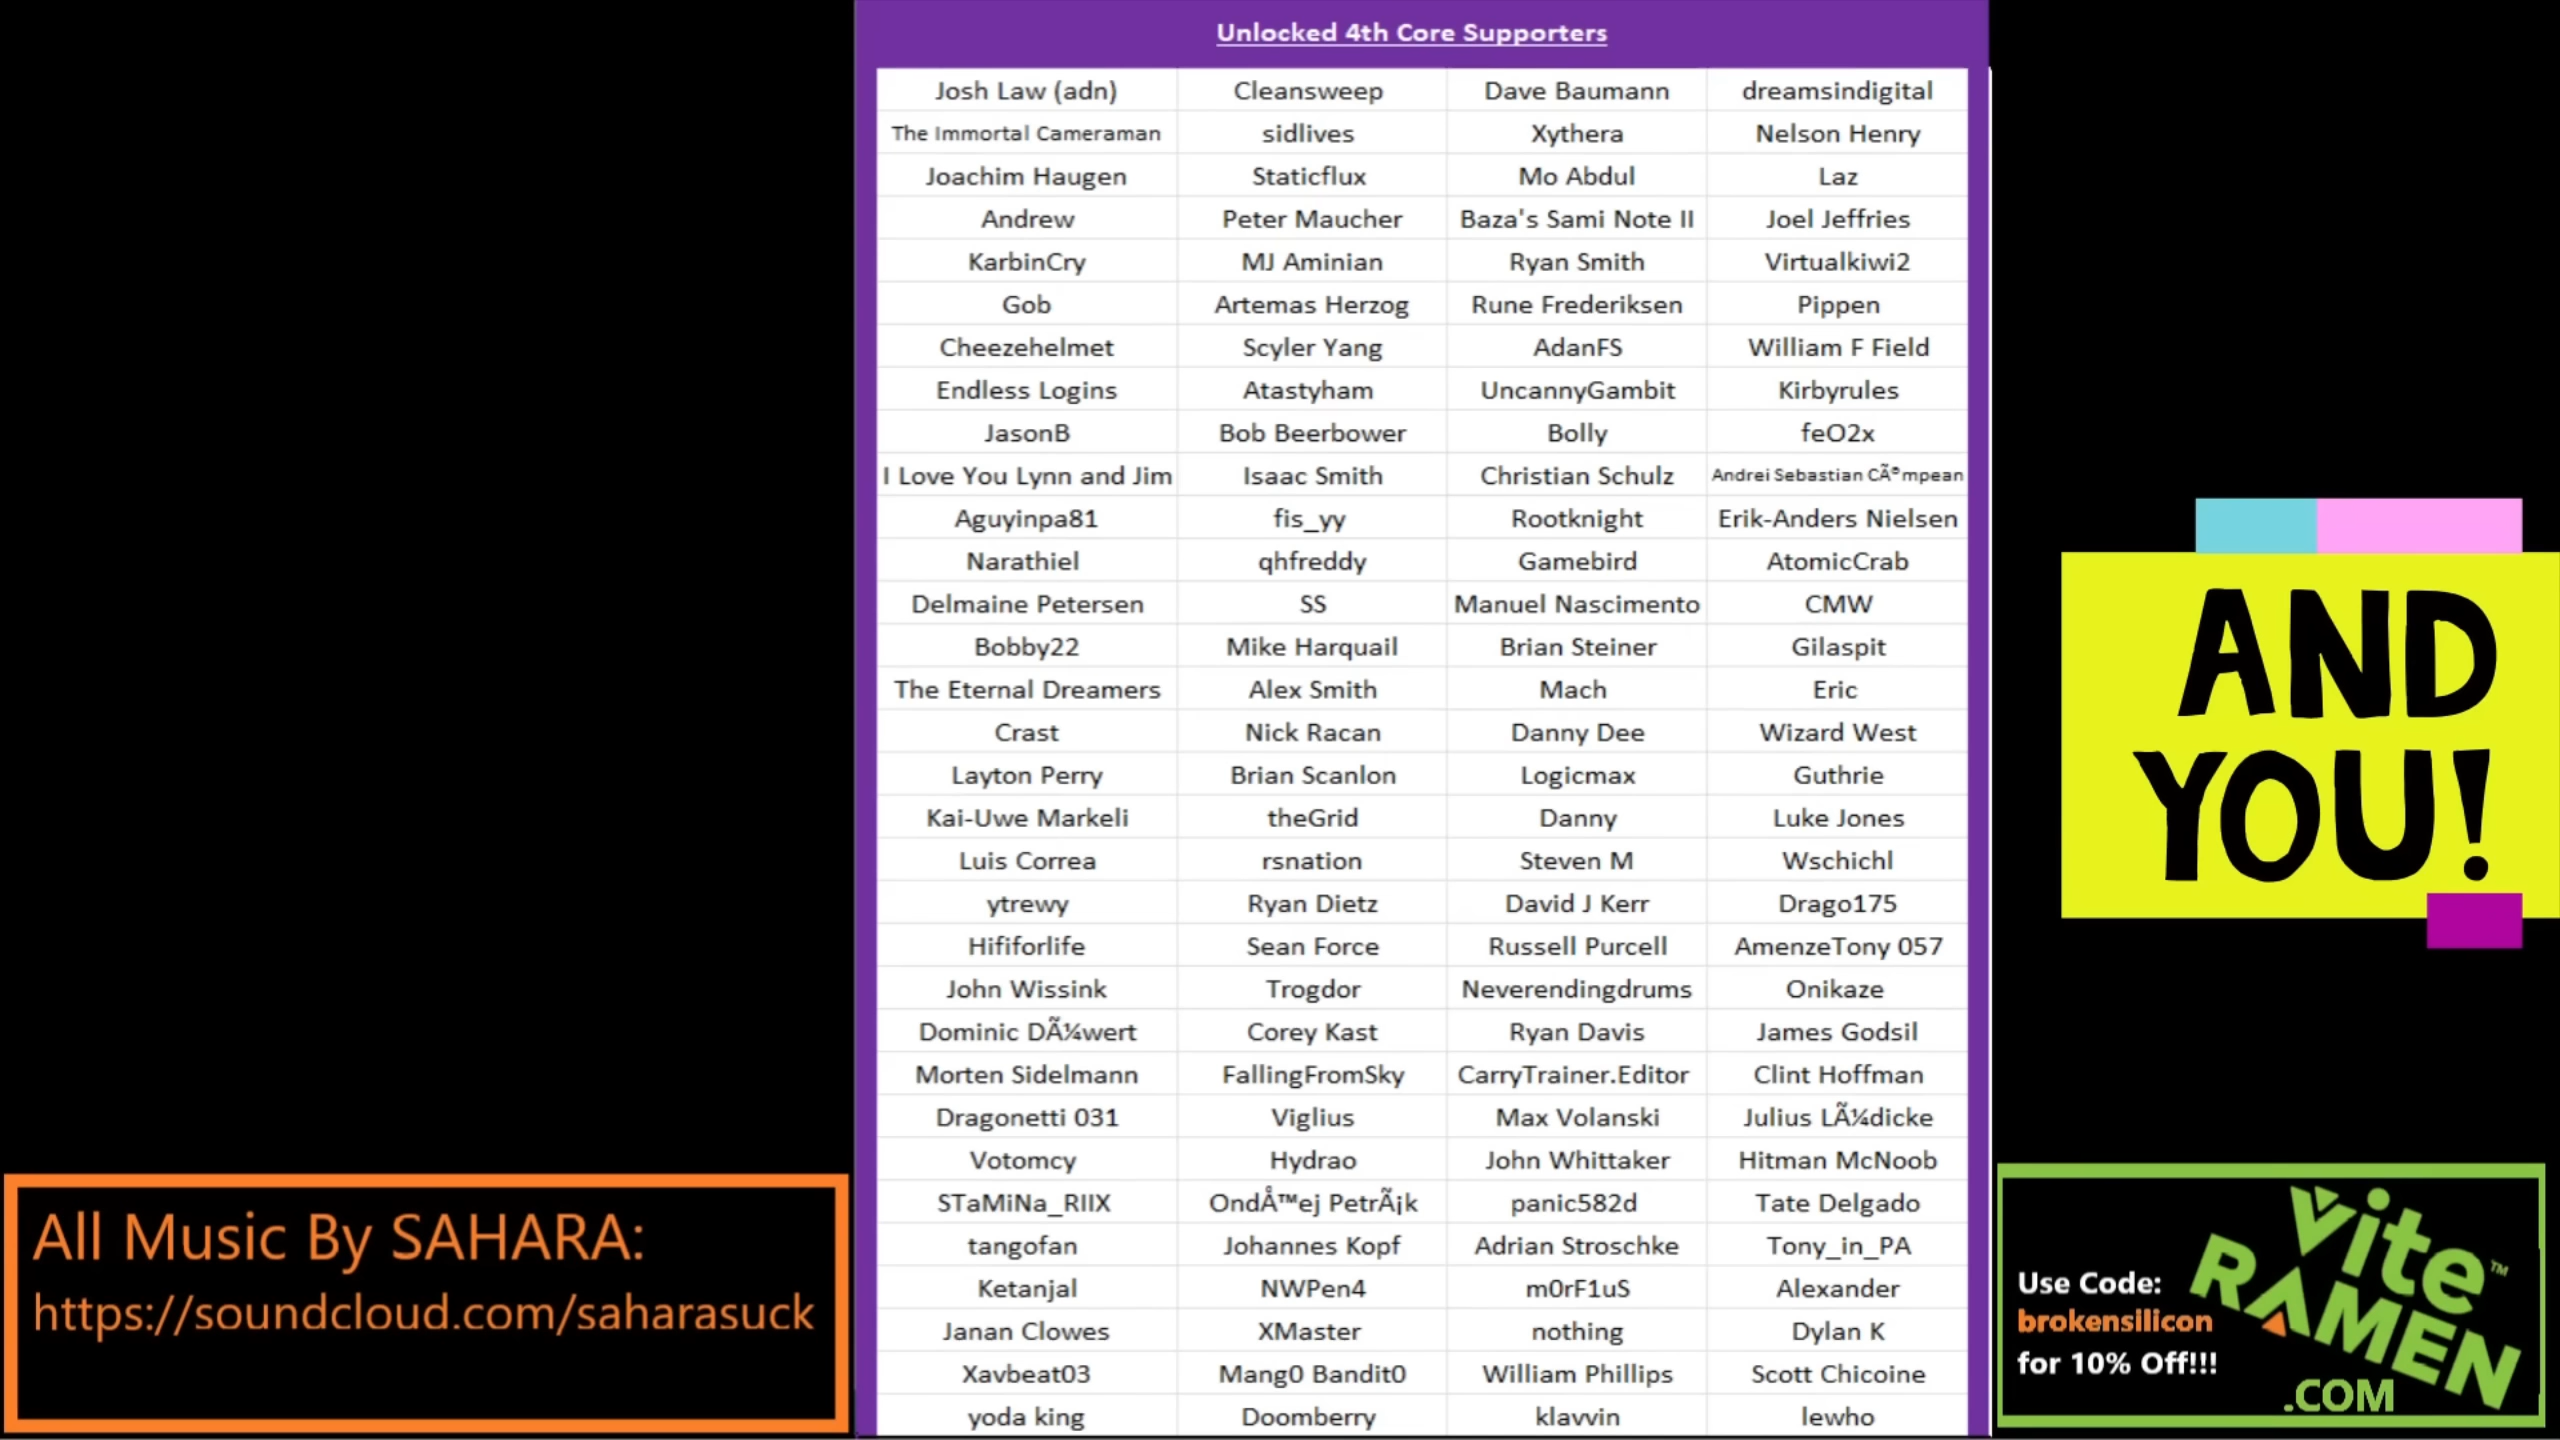 Unlocked 4th Core Supporters
Josh Law (adn) Cleansweep Dave Baumann dreamsindigital
The Immortal Cameraman sidlives Xythera Nelson Henry
Joachim Haugen Staticflux Mo Abdul Laz
Andrew Peter Maucher Baza's Sami Note II Joel Jeffries
KarbinCry MJ Aminian Ryan Smith Virtualkiwi2
Gob Artemas Herzog Rune Frederiksen Pippen
Cheezehelmet Scyler Yang AdanFS William F Field
Endless Logins Atastyham UncannyGambit Kirbyrules
JasonB Bob Beerbower Bolly feO2x
I Love You Lynn and Jim Isaac Smith Christian Schulz Andrei Sebastian CÃ®mpean
Aguyinpa81 fis_yy Rootknight Erik-Anders Nielsen
Narathiel qhfreddy Gamebird AtomicCrab
Delmaine Petersen SS Manuel Nascimento CMW
Bobby22 Mike Harquail Brian Steiner Gilaspit
The Eternal Dreamers Alex Smith Mach Eric
Crast Nick Racan Danny Dee Wizard West
Layton Perry Brian Scanlon Logicmax Guthrie
Kai-Uwe Markeli theGrid Danny Luke Jones
Luis Correa rsnation Steven M Wschichl
ytrewy Ryan Dietz David J Kerr Drago175
Hififorlife Sean Force Russell Purcell AmenzeTony 057
John Wissink Trogdor Neverendingdrums Onikaze
Dominic DÃ¼wert Corey Kast Ryan Davis James Godsil
Morten Sidelmann FallingFromSky CarryTrainer.Editor Clint Hoffman
Dragonetti 031 Viglius Max Volanski Julius LÃ¼dicke
Votomcy Hydrao John Whittaker Hitman McNoob
STaMiNa_RIIX OndÅ™ej PetrÃ¡k panic582d Tate Delgado
tangofan Johannes Kopf Adrian Stroschke Tony_in_PA
Ketanjal NWPen4 m0rF1uS Alexander
Janan Clowes XMaster nothing Dylan K
Xavbeat03 Mang0 Bandit0 William Phillips Scott Chicoine
yoda king Doomberry klavvin lewho
All Music By SAHARA:
https://soundcloud.com/saharasuck
AND
YOU!
Use Code:
brokensilicon
for 10% Off!!!
Vite™
RAMEN
.COM